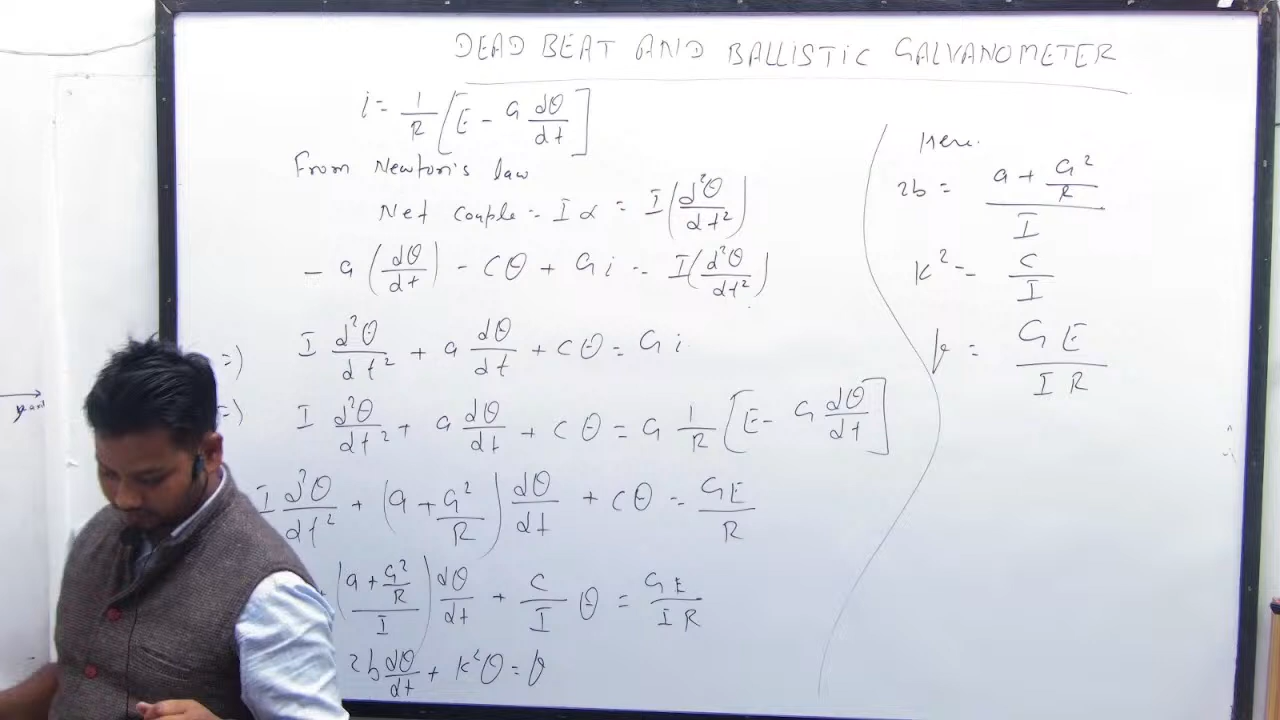 DEAD BEAT AND BALLISTIC GALVANOMETER
i = 1/R [E - G dθ/dt]
From Newton's law
Net couple = Iα = I(d²θ/dt²)
- a(dθ/dt) - cθ + Gi = I(d²θ/dt²)
=) I d²θ/dt² + a dθ/dt + cθ = Gi
=) I d²θ/dt² + a dθ/dt + cθ = G 1/R [E - G dθ/dt]
I d²θ/dt² + (a + G²/R) dθ/dt + cθ = GE/R
((a + G²/R)/I) dθ/dt + C/I θ = GE/IR
2b dθ/dt + k²θ = p
Here.
2b = (a + G²/R)/I
k² = C/I
p = GE/IR